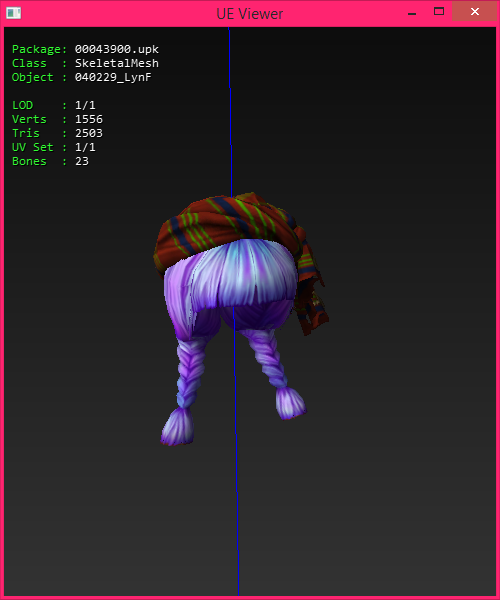 UE Viewer
Package: 00043900.upk
Class  : SkeletalMesh
Object : 040229_LynF
LOD    : 1/1
Verts  : 1556
Tris   : 2503
UV Set : 1/1
Bones  : 23